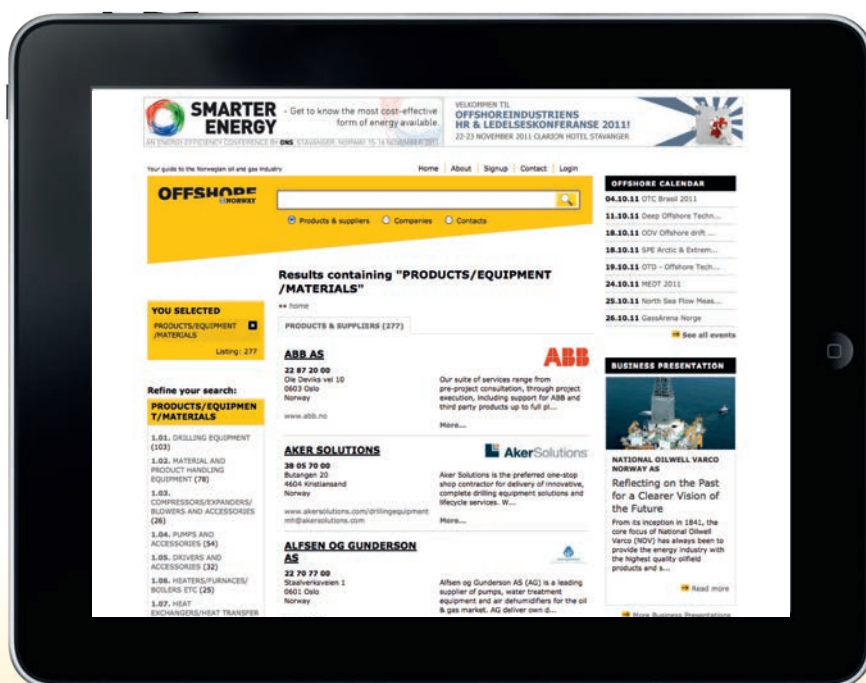 SMARTER
ENERGY
- Get to know the most cost-effective
form of energy available.
AN ENERGY EFFICIENCY CONFERENCE BY ONS, STAVANGER, NORWAY 15-16 NOVEMBER 2011
VELKOMMEN TIL
OFFSHOREINDUSTRIENS
HR & LEDELSESKONFERANSE 2011!
22-23 NOVEMBER 2011 CLARION HOTEL STAVANGER
Your guide to the Norwegian oil and gas industry
Home About Signup Contact Login
OFFSHORE
NORWAY
Products & suppliers Companies Contacts
Results containing "PRODUCTS/EQUIPMENT
/MATERIALS"
«« home
PRODUCTS & SUPPLIERS (277)
YOU SELECTED
PRODUCTS/EQUIPMENT
/MATERIALS
Listing: 277
Refine your search:
PRODUCTS/EQUIPMEN
T/MATERIALS
1.01. DRILLING EQUIPMENT
(103)
1.02. MATERIAL AND
PRODUCT HANDLING
EQUIPMENT (78)
1.03.
COMPRESSORS/EXPANDERS/
BLOWERS AND ACCESSORIES
(26)
1.04. PUMPS AND
ACCESSORIES (54)
1.05. DRIVERS AND
ACCESSORIES (32)
1.06. HEATERS/FURNACES/
BOILERS ETC (25)
1.07. HEAT
EXCHANGERS/HEAT TRANSFER
ABB AS
22 87 20 00
Ole Deviks vei 10
0603 Oslo
Norway
www.abb.no
ABB
Our suite of services range from
pre-project consultation, through project
execution, including support for ABB and
third party products up to full pl...
More...
AKER SOLUTIONS
38 05 70 00
Butangen 20
4604 Kristiansand
Norway
www.akersolutions.com/drillingequipment
mh@akersolutions.com
AkerSolutions
Aker Solutions is the preferred one-stop
shop contractor for delivery of innovative,
complete drilling equipment solutions and
lifecycle services. W...
More...
ALFSEN OG GUNDERSON
AS
22 70 77 00
Staalverksveien 1
0601 Oslo
Norway
Alfsen og Gunderson AS (AG) is a leading
supplier of pumps, water treatment
equipment and air dehumidifiers for the oil
& gas market. AG deliver own d...
OFFSHORE CALENDAR
04.10.11 OTC Brasil 2011
11.10.11 Deep Offshore Techn...
18.10.11 ODV Offshore drift ...
18.10.11 SPE Arctic & Extrem...
19.10.11 OTD - Offshore Tech...
24.10.11 MEDT 2011
25.10.11 North Sea Flow Meas...
26.10.11 GassArena Norge
See all events
BUSINESS PRESENTATION
NATIONAL OILWELL VARCO
NORWAY AS
Reflecting on the Past
for a Clearer Vision of
the Future
From its inception in 1841, the
core focus of National Oilwell
Varco (NOV) has always been to
provide the energy industry with
the highest quality oilfield
products and s...
Read more
More Business Presentations